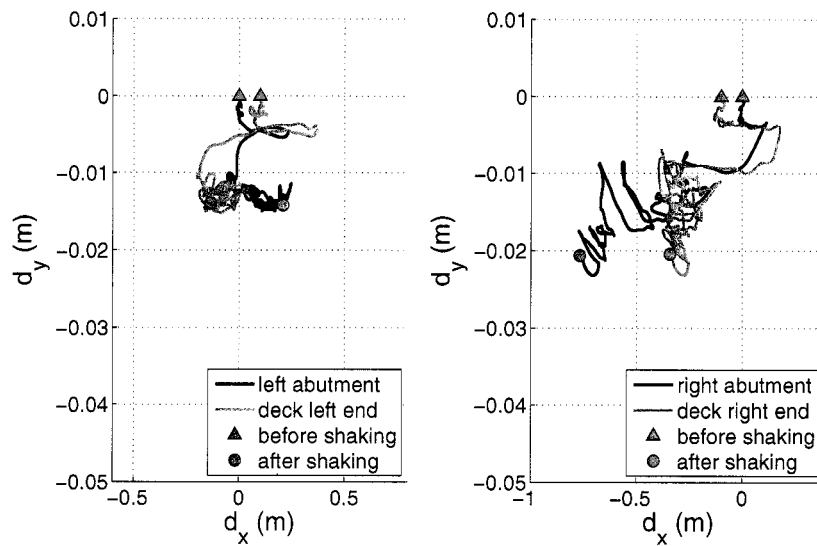 0.01
0
-0.01
-0.02
-0.03
-0.04
-0.05
d_y (m)
-0.5
0
0.5
d_x (m)
left abutment
deck left end
before shaking
after shaking
0.01
0
-0.01
-0.02
-0.03
-0.04
-0.05
d_y (m)
-1
-0.5
0
d_x (m)
right abutment
deck right end
before shaking
after shaking